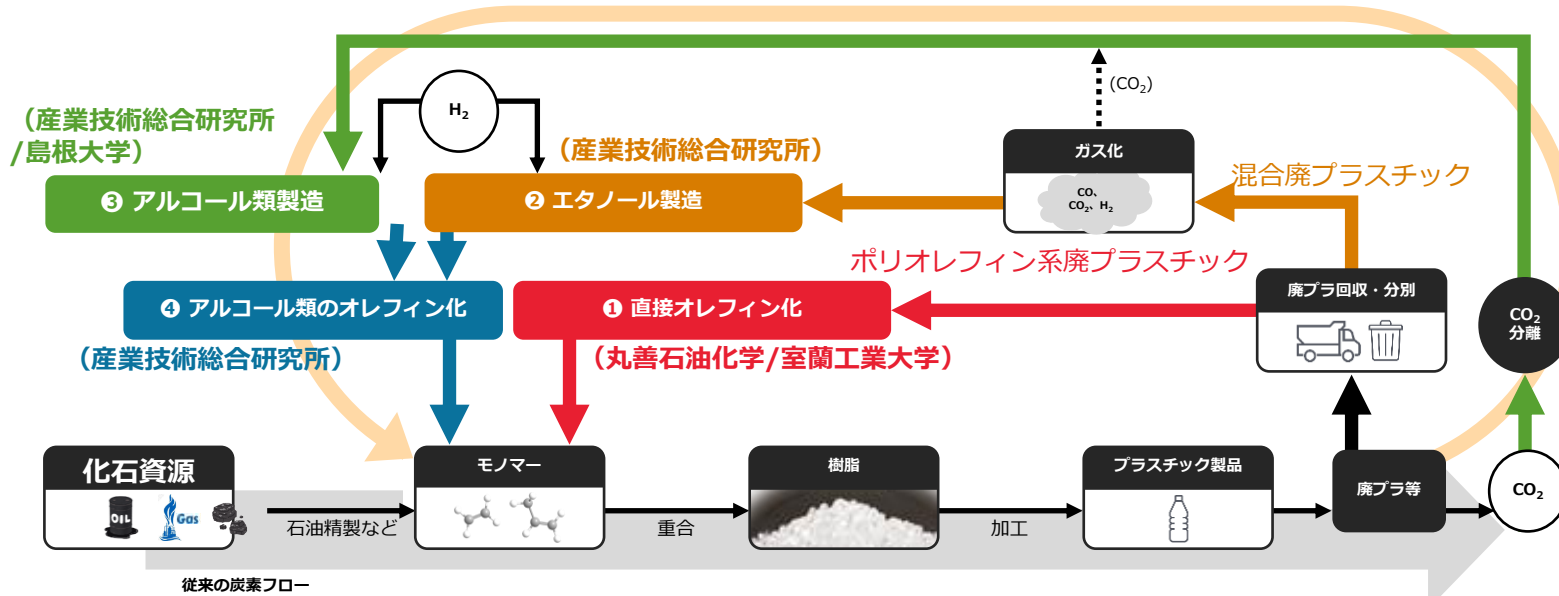 (CO₂)
H₂
（産業技術総合研究所
/島根大学）
（産業技術総合研究所）
ガス化
CO、
CO₂、H₂
混合廃プラスチック
❸ アルコール類製造
❷ エタノール製造
ポリオレフィン系廃プラスチック
廃プラ回収・分別
❹ アルコール類のオレフィン化
❶ 直接オレフィン化
CO₂
分離
（産業技術総合研究所）
（丸善石油化学/室蘭工業大学）
化石資源
OIL
Gas
石油精製など
モノマー
重合
樹脂
加工
プラスチック製品
廃プラ等
CO₂
従来の炭素フロー